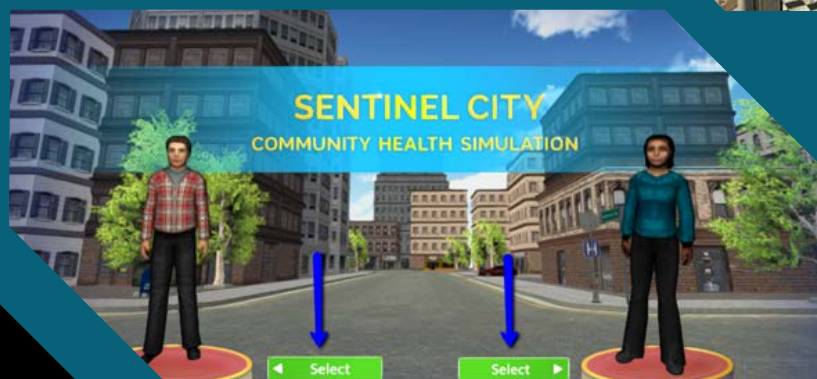 SENTINEL CITY
COMMUNITY HEALTH SIMULATION
H
Select
Select